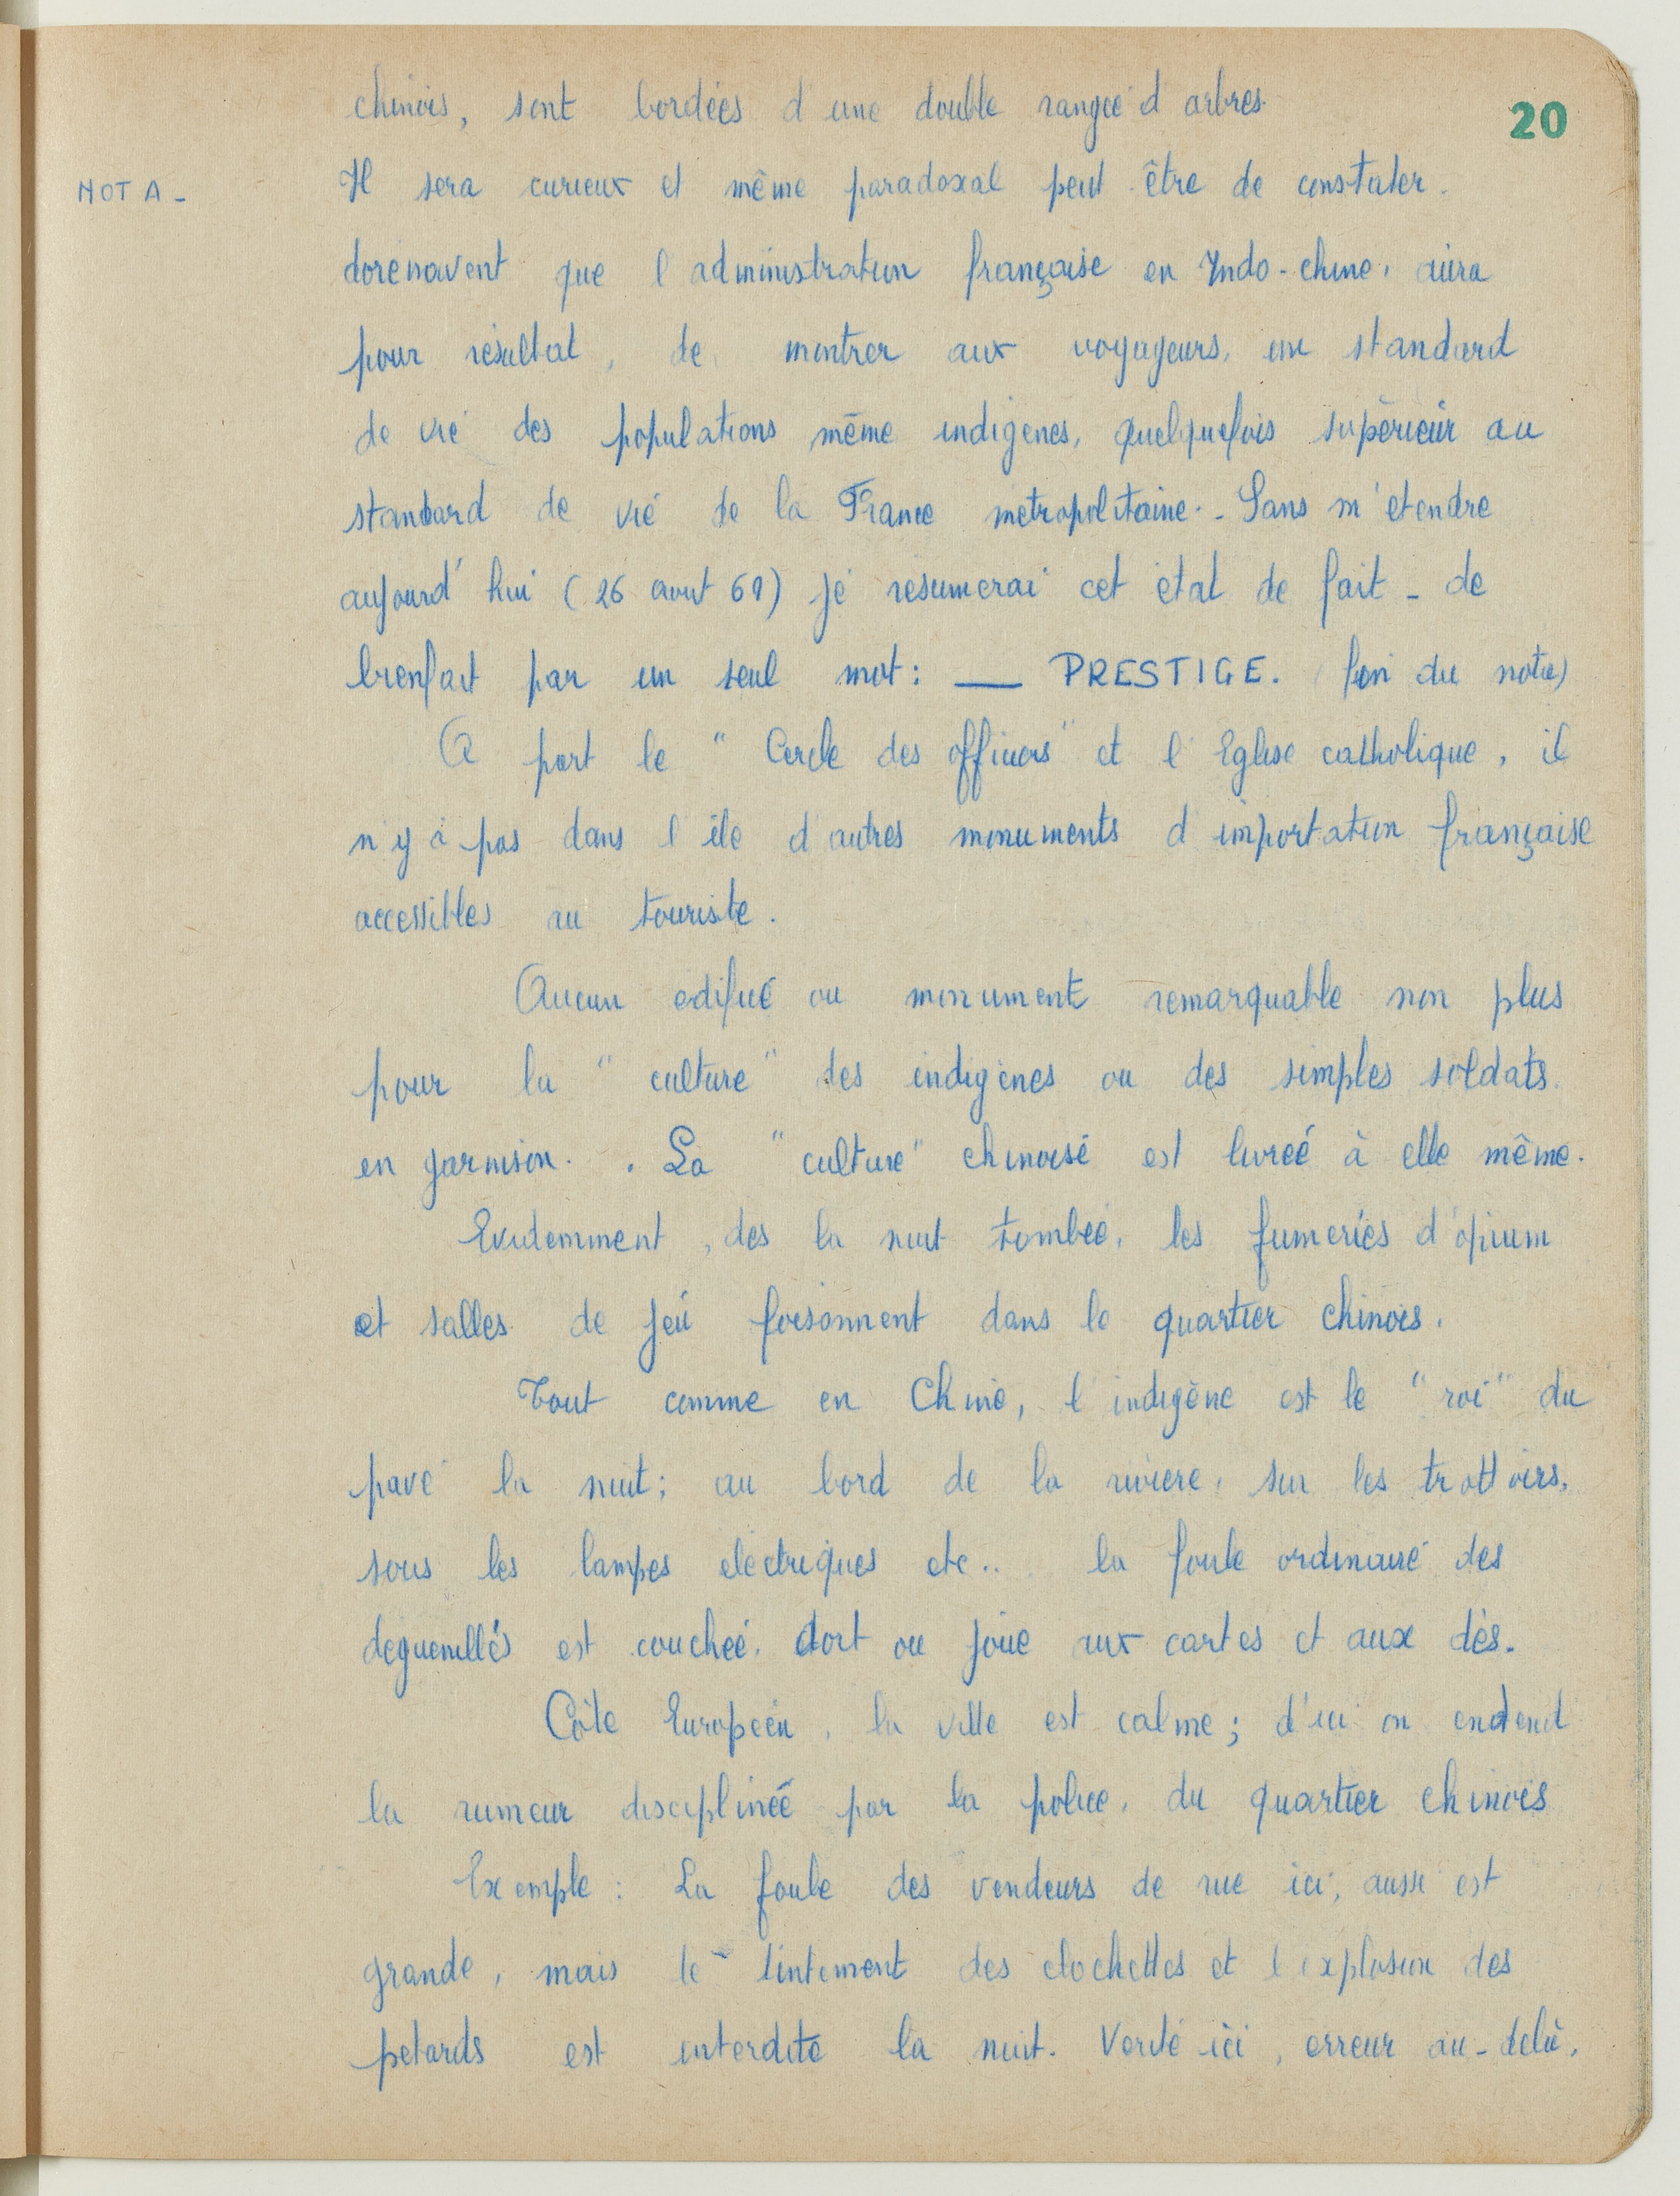 20
chinois, sont bordées d une double rangée d arbres.
NOTA - Il sera curieux et même paradoxal peut être de constater.
dorenavent que l administration française en Indo-chine, aura
pour résultat, de montrer aux voyageurs, un standard
de vie des populations même indigenes, quelquefois supérieur au
standard de vie de la France metropolitaine. - Sans m'etendre
aujourd'hui (26 aout 61) je resumerai cet état de fait - de
bienfait par un seul mot : — PRESTIGE. (fin du nota)
A part le "Cercle des officiers" et l'Eglise catholique, il
n'y a pas dans l île d autres monuments d importation française
accessibles au touriste.
Aucun edifice ou monument remarquable non plus
pour la "culture" des indigènes ou des simples soldats
en garnison. . La "culture" chinoise est livrée à elle même.
Evidemment, des la nuit tombée, les fumeries d'opium
et salles de jeu foisonnent dans le quartier chinois.
Tout comme en Chine, l'indigène est le "roi" du
pavé la nuit ; au bord de la riviere, sur les trottoirs,
sous les lampes electriques etc .. la foule ordinaire des
deguenillés est couchée, dort ou joue aux cartes et aux dés.
Côte Européen, la ville est calme ; d'ici on entend
la rumeur disciplinée par la police, du quartier chinois
Exemple : La foule des vendeurs de rue ici, aussi est
grande, mais le tintement des clochettes et l explosion des
petards est interdite la nuit. Verité ici, erreur au-delà.